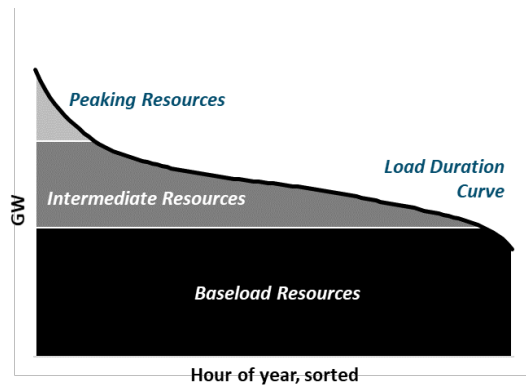 Peaking Resources
Load Duration
Curve
Intermediate Resources
GW
Baseload Resources
Hour of year, sorted